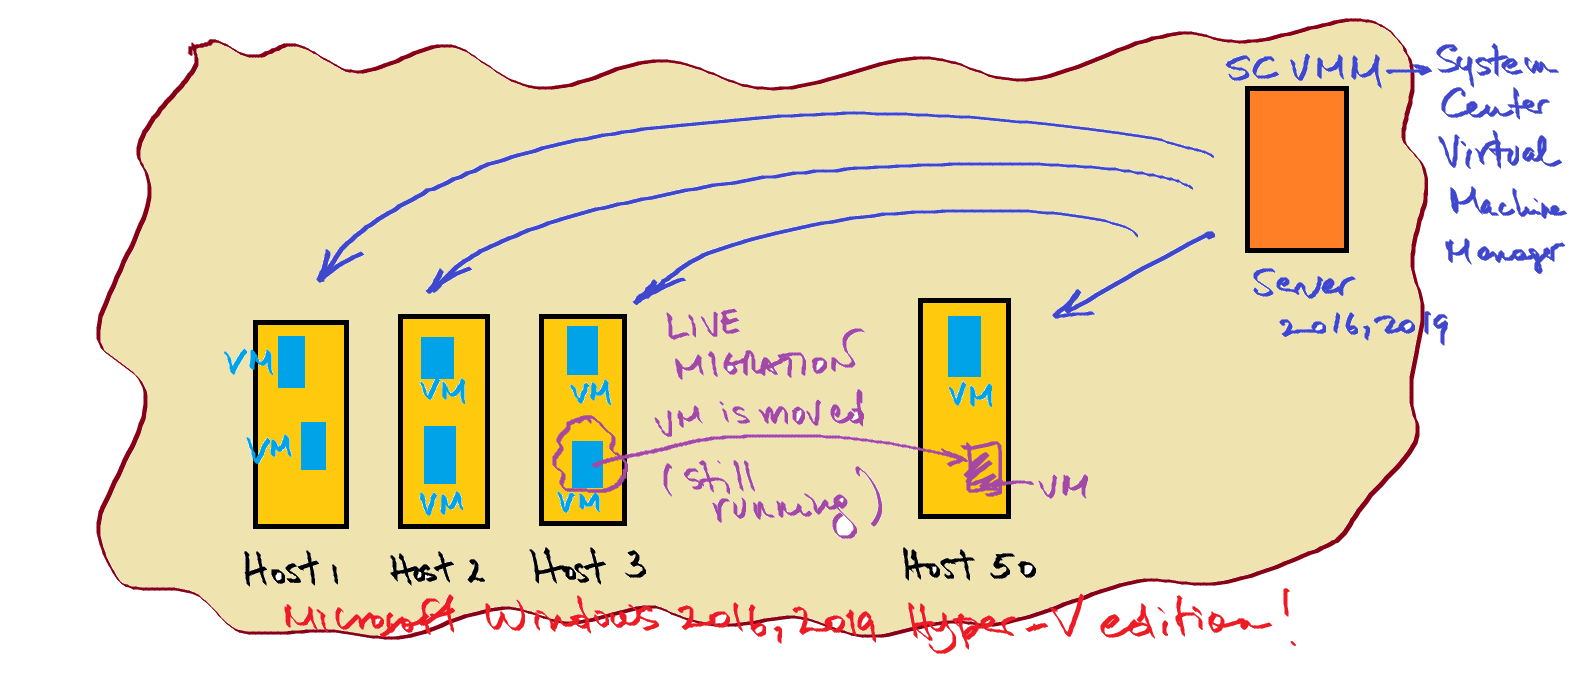 SCVMM → System
Center
Virtual
Machine
Manager
Server
2016, 2019
LIVE
MIGRATION
VM is moved
(still
running)
VM
VM
VM
VM
VM
VM
VM
VM
Host 1
Host 2
Host 3
Host 50
Microsoft Windows 2016, 2019 Hyper-V edition!